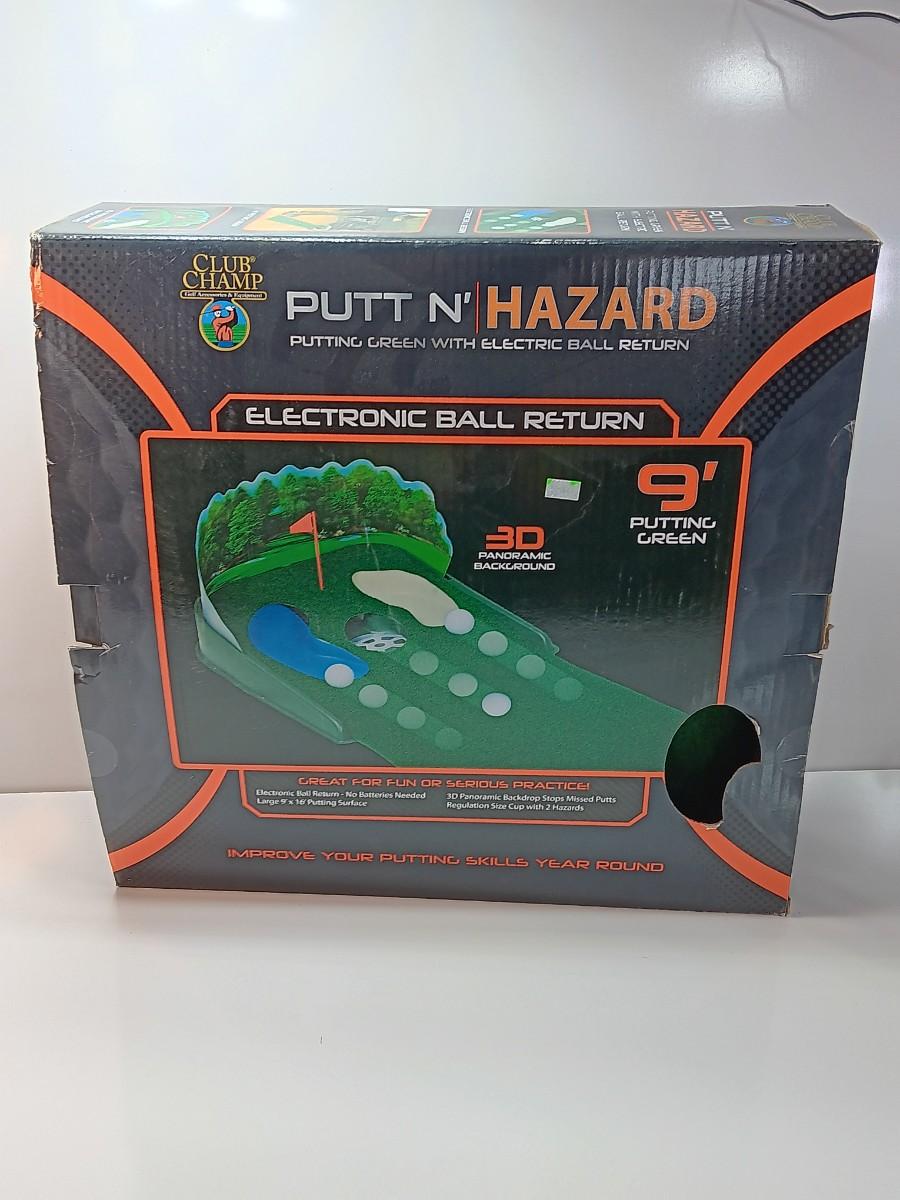 CLUB®
CHAMP
Golf Accessories & Equipment
PUTT N' HAZARD
PUTTING GREEN WITH ELECTRIC BALL RETURN
ELECTRONIC BALL RETURN
9'
PUTTING
GREEN
3D
PANORAMIC
BACKGROUND
GREAT FOR FUN OR SERIOUS PRACTICE!
Electronic Ball Return - No Batteries Needed
Large 9' x 16' Putting Surface
3D Panoramic Backdrop Stops Missed Putts
Regulation Size Cup with 2 Hazards
IMPROVE YOUR PUTTING SKILLS YEAR ROUND
PUTT N'
HAZARD